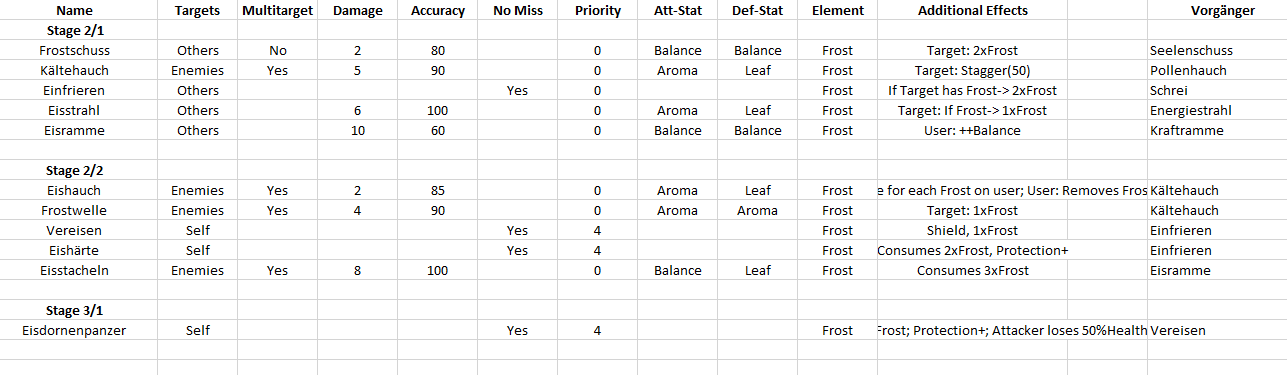 Name Targets Multitarget Damage Accuracy No Miss Priority Att-Stat Def-Stat Element Additional Effects Vorgänger
Stage 2/1
Frostschuss Others No 2 80 0 Balance Balance Frost Target: 2xFrost Seelenschuss
Kältehauch Enemies Yes 5 90 0 Aroma Leaf Frost Target: Stagger(50) Pollenhauch
Einfrieren Others Yes 0 Frost If Target has Frost-> 2xFrost Schrei
Eisstrahl Others 6 100 0 Aroma Leaf Frost Target: If Frost-> 1xFrost Energiestrahl
Eisramme Others 10 60 0 Balance Balance Frost User: ++Balance Kraftramme
Stage 2/2
Eishauch Enemies Yes 2 85 0 Aroma Leaf Frost e for each Frost on user; User: Removes Fros Kältehauch
Frostwelle Enemies Yes 4 90 0 Aroma Aroma Frost Target: 1xFrost Kältehauch
Vereisen Self Yes 4 Frost Shield, 1xFrost Einfrieren
Eishärte Self Yes 4 Frost Consumes 2xFrost, Protection+ Einfrieren
Eisstacheln Enemies Yes 8 100 0 Balance Leaf Frost Consumes 3xFrost Eisramme
Stage 3/1
Eisdornenpanzer Self Yes 4 Frost Frost; Protection+; Attacker loses 50%Health Vereisen